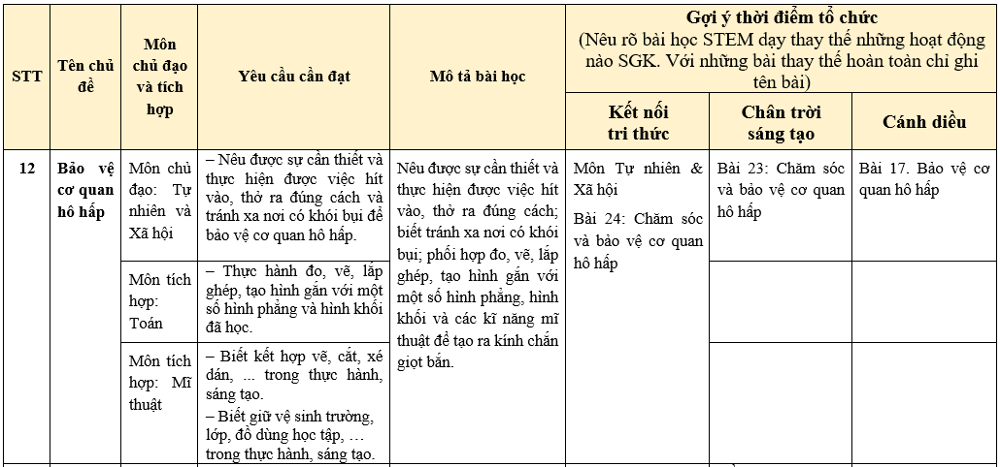 STT
Tên chủ
đề
Môn
chủ đạo
và tích
hợp
Yêu cầu cần đạt
Mô tả bài học
Gợi ý thời điểm tổ chức
(Nêu rõ bài học STEM dạy thay thế những hoạt động
nào SGK. Với những bài thay thế hoàn toàn chỉ ghi
tên bài)
Kết nối
tri thức
Chân trời
sáng tạo
Cánh diều
12
Bảo vệ
cơ quan
hô hấp
Môn chủ
đạo: Tự
nhiên và
Xã hội
– Nêu được sự cần thiết và
thực hiện được việc hít
vào, thở ra đúng cách và
tránh xa nơi có khói bụi để
bảo vệ cơ quan hô hấp.
Môn tích
hợp:
Toán
– Thực hành đo, vẽ, lắp
ghép, tạo hình gắn với một
số hình phẳng và hình khối
đã học.
Môn tích
hợp: Mĩ
thuật
– Biết kết hợp vẽ, cắt, xé
dán, ... trong thực hành,
sáng tạo.
– Biết giữ vệ sinh trường,
lớp, đồ dùng học tập, …
trong thực hành, sáng tạo.
Nêu được sự cần thiết và
thực hiện được việc hít
vào, thở ra đúng cách;
biết tránh xa nơi có khói
bụi; phối hợp đo, vẽ, lắp
ghép, tạo hình gắn với
một số hình phẳng, hình
khối và các kĩ năng mĩ
thuật để tạo ra kính chắn
giọt bắn.
Môn Tự nhiên &
Xã hội
Bài 24: Chăm sóc
và bảo vệ cơ quan
hô hấp
Bài 23: Chăm sóc
và bảo vệ cơ quan
hô hấp
Bài 17. Bảo vệ cơ
quan hô hấp